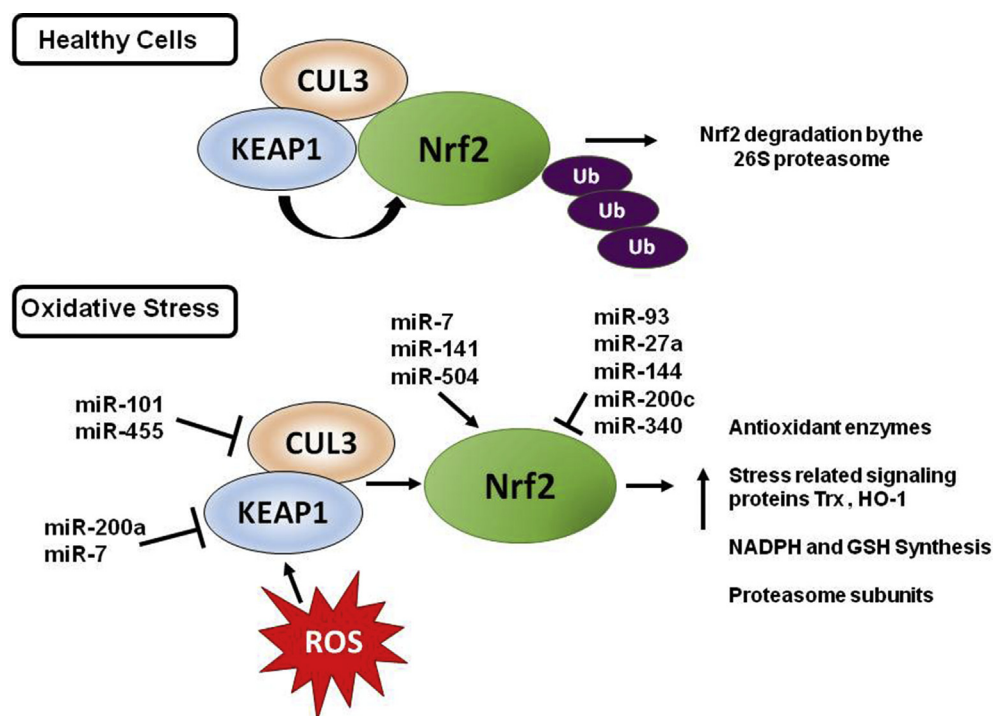 Healthy Cells
CUL3
KEAP1
Nrf2
Ub
Ub
Ub
Nrf2 degradation by the
26S proteasome
Oxidative Stress
miR-7
miR-141
miR-504
miR-93
miR-27a
miR-144
miR-200c
miR-340
miR-101
miR-455
CUL3
KEAP1
miR-200a
miR-7
Nrf2
ROS
Antioxidant enzymes
Stress related signaling
proteins Trx , HO-1
NADPH and GSH Synthesis
Proteasome subunits